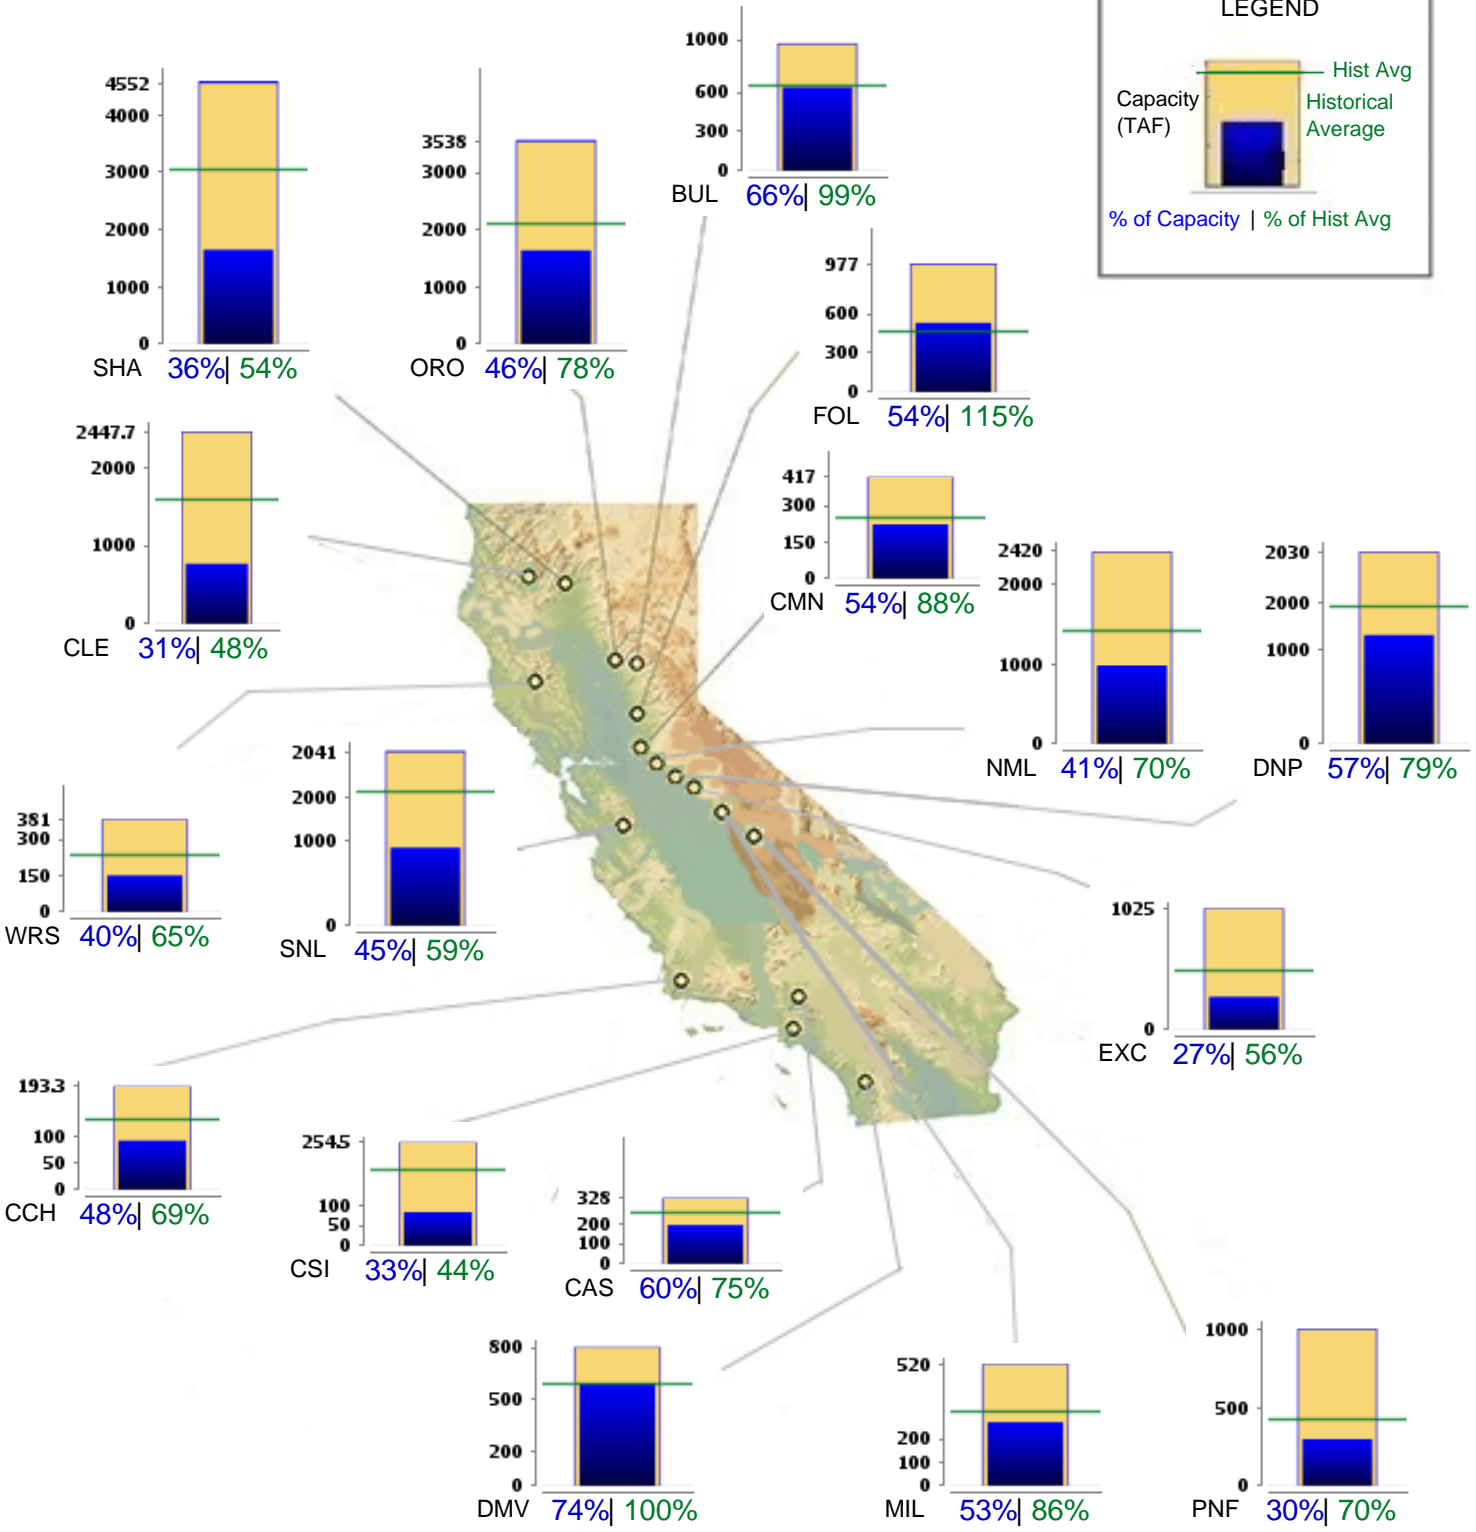 LEGEND
Hist Avg
Capacity
(TAF)
Historical
Average
% of Capacity | % of Hist Avg
4552
4000
3000
2000
1000
0
SHA 36%| 54%
3538
3000
2000
1000
0
ORO 46%| 78%
1000
600
300
0
BUL 66%| 99%
977
600
300
0
FOL 54%| 115%
2447.7
2000
1000
0
CLE 31%| 48%
417
300
150
0
CMN 54%| 88%
2420
2000
1000
0
NML 41%| 70%
2030
2000
1000
0
DNP 57%| 79%
381
300
150
0
WRS 40%| 65%
2041
2000
1000
0
SNL 45%| 59%
1025
0
EXC 27%| 56%
193.3
100
50
0
CCH 48%| 69%
254.5
100
50
0
CSI 33%| 44%
328
200
100
0
CAS 60%| 75%
800
500
200
0
DMV 74%| 100%
520
200
100
0
MIL 53%| 86%
1000
500
0
PNF 30%| 70%